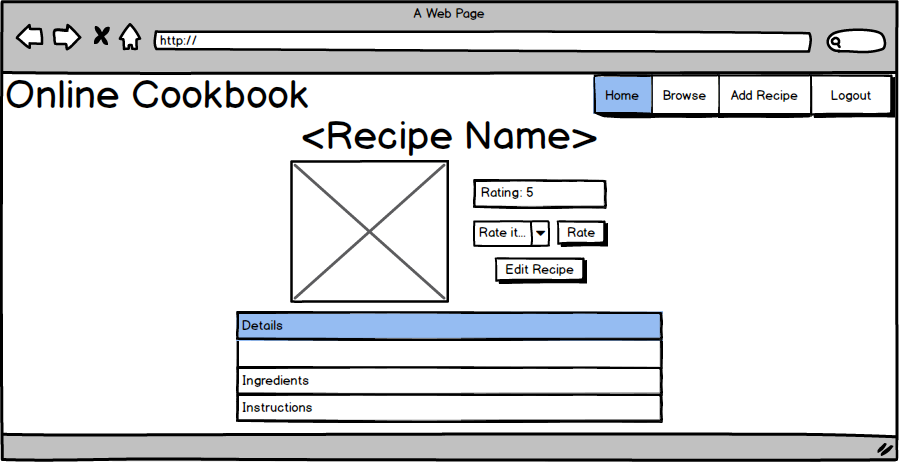 A Web Page
http://
Online Cookbook
Home Browse Add Recipe Logout
<Recipe Name>
Rating: 5
Rate it... Rate
Edit Recipe
Details
Ingredients
Instructions